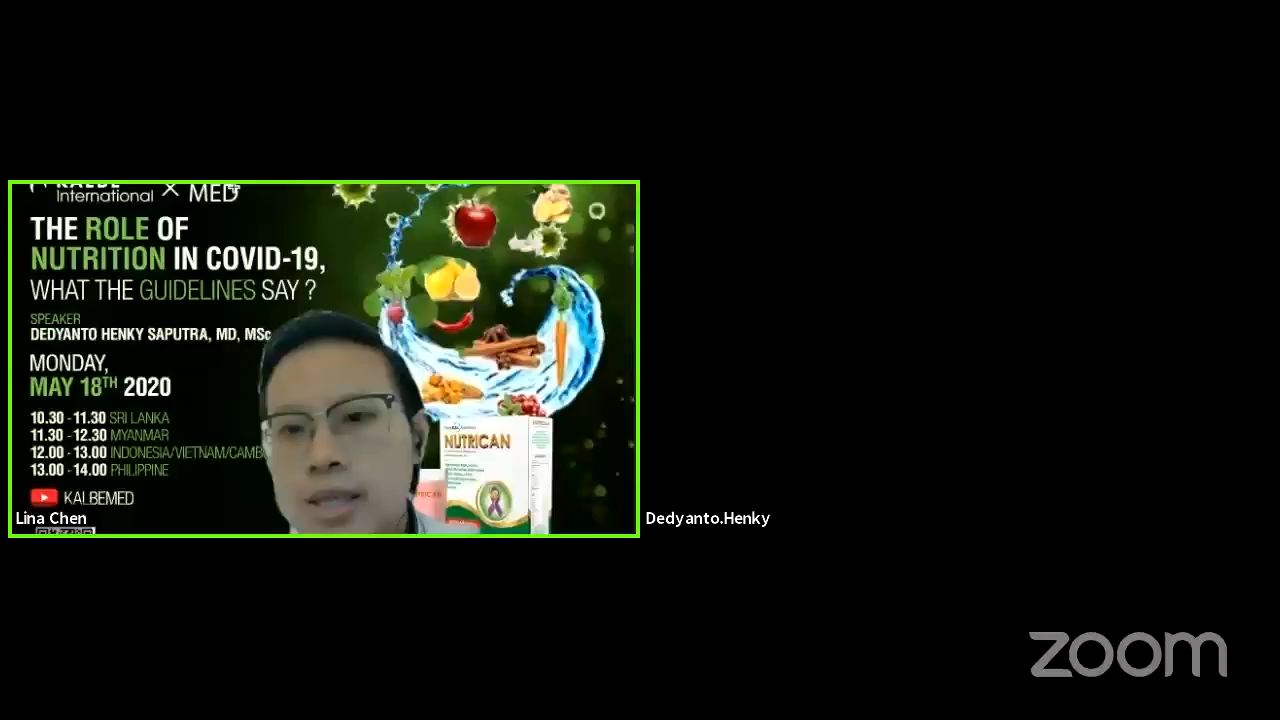 International × MED
THE ROLE OF
NUTRITION IN COVID-19,
WHAT THE GUIDELINES SAY ?
SPEAKER
DEDYANTO HENKY SAPUTRA, MD, MSc
MONDAY,
MAY 18TH 2020
10.30 - 11.30 SRI LANKA
11.30 - 12.30 MYANMAR
12.00 - 13.00 INDONESIA/VIETNAM/CAMB
13.00 - 14.00 PHILIPPINE
KALBEMED
NUTRICAN
Lina Chen
Dedyanto.Henky
zoom